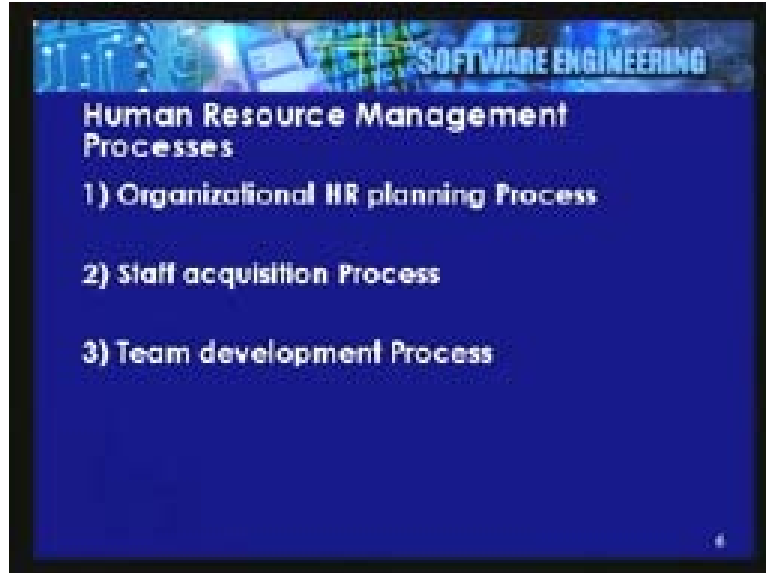 SOFTWARE ENGINEERING
Human Resource Management
Processes
1) Organizational HR planning Process
2) Staff acquisition Process
3) Team development Process